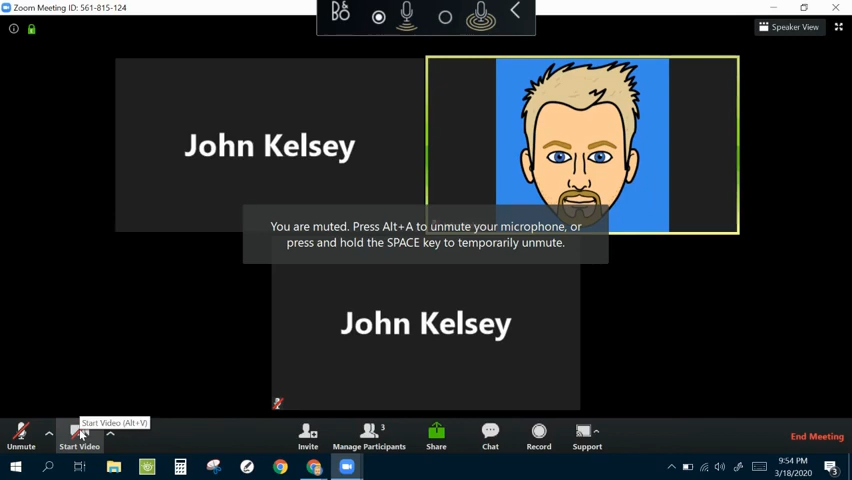 Zoom Meeting ID: 561-815-124
B&O
Speaker View
John Kelsey
You are muted. Press Alt+A to unmute your microphone, or
press and hold the SPACE key to temporarily unmute.
John Kelsey
Start Video (Alt+V)
Unmute
Start Video
Invite
3
Manage Participants
Share
Chat
Record
Support
End Meeting
9:54 PM
3/18/2020
3